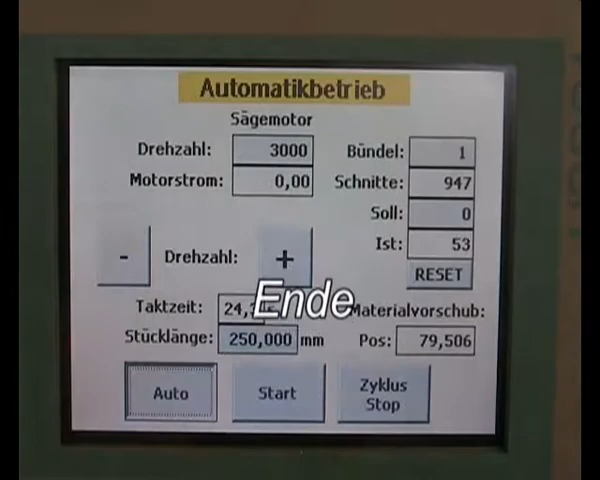 Automatikbetrieb
Sägemotor
Drehzahl: 3000
Motorstrom: 0,00
Bündel: 1
Schnitte: 947
Soll: 0
Ist: 53
RESET
- Drehzahl: +
Ende
Taktzeit: 24,
Materialvorschub:
Stücklänge: 250,000 mm
Pos: 79,506
Auto
Start
Zyklus
Stop